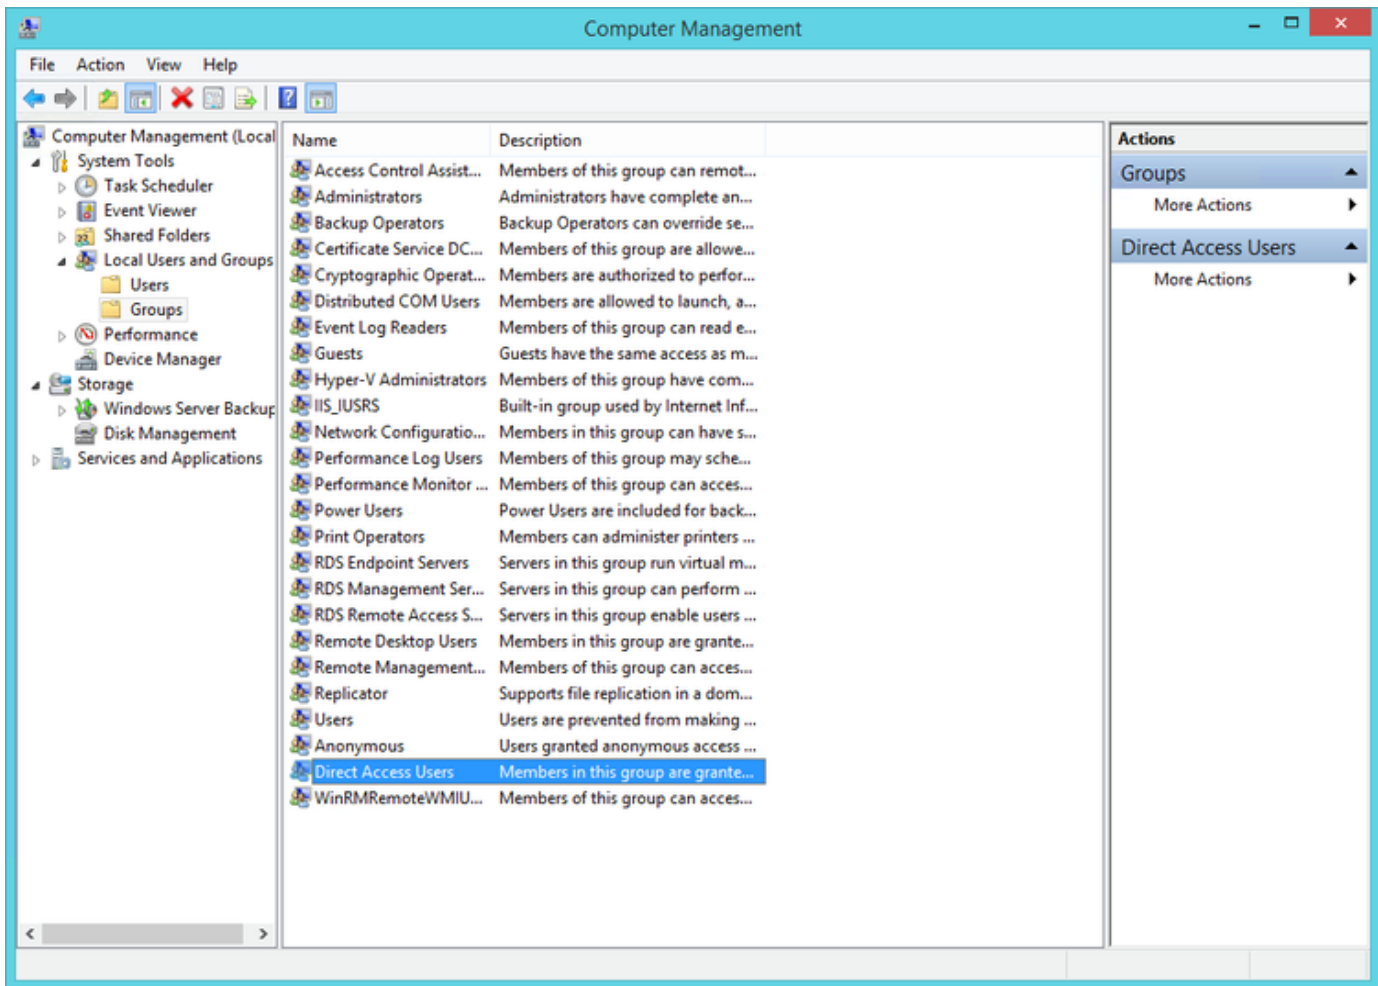 Computer Management
File Action View Help
Computer Management (Local
System Tools
Task Scheduler
Event Viewer
Shared Folders
Local Users and Groups
Users
Groups
Performance
Device Manager
Storage
Windows Server Backup
Disk Management
Services and Applications
Name Description
Access Control Assist... Members of this group can remot...
Administrators Administrators have complete an...
Backup Operators Backup Operators can override se...
Certificate Service DC... Members of this group are allowe...
Cryptographic Operat... Members are authorized to perfor...
Distributed COM Users Members are allowed to launch, a...
Event Log Readers Members of this group can read e...
Guests Guests have the same access as m...
Hyper-V Administrators Members of this group have com...
IIS_IUSRS Built-in group used by Internet Inf...
Network Configuratio... Members in this group can have s...
Performance Log Users Members of this group may sche...
Performance Monitor ... Members of this group can acces...
Power Users Power Users are included for back...
Print Operators Members can administer printers ...
RDS Endpoint Servers Servers in this group run virtual m...
RDS Management Ser... Servers in this group can perform ...
RDS Remote Access S... Servers in this group enable users ...
Remote Desktop Users Members in this group are grante...
Remote Management... Members of this group can acces...
Replicator Supports file replication in a dom...
Users Users are prevented from making ...
Anonymous Users granted anonymous access ...
Direct Access Users Members in this group are grante...
WinRMRemoteWMIU... Members of this group can acces...
Actions
Groups
More Actions
Direct Access Users
More Actions